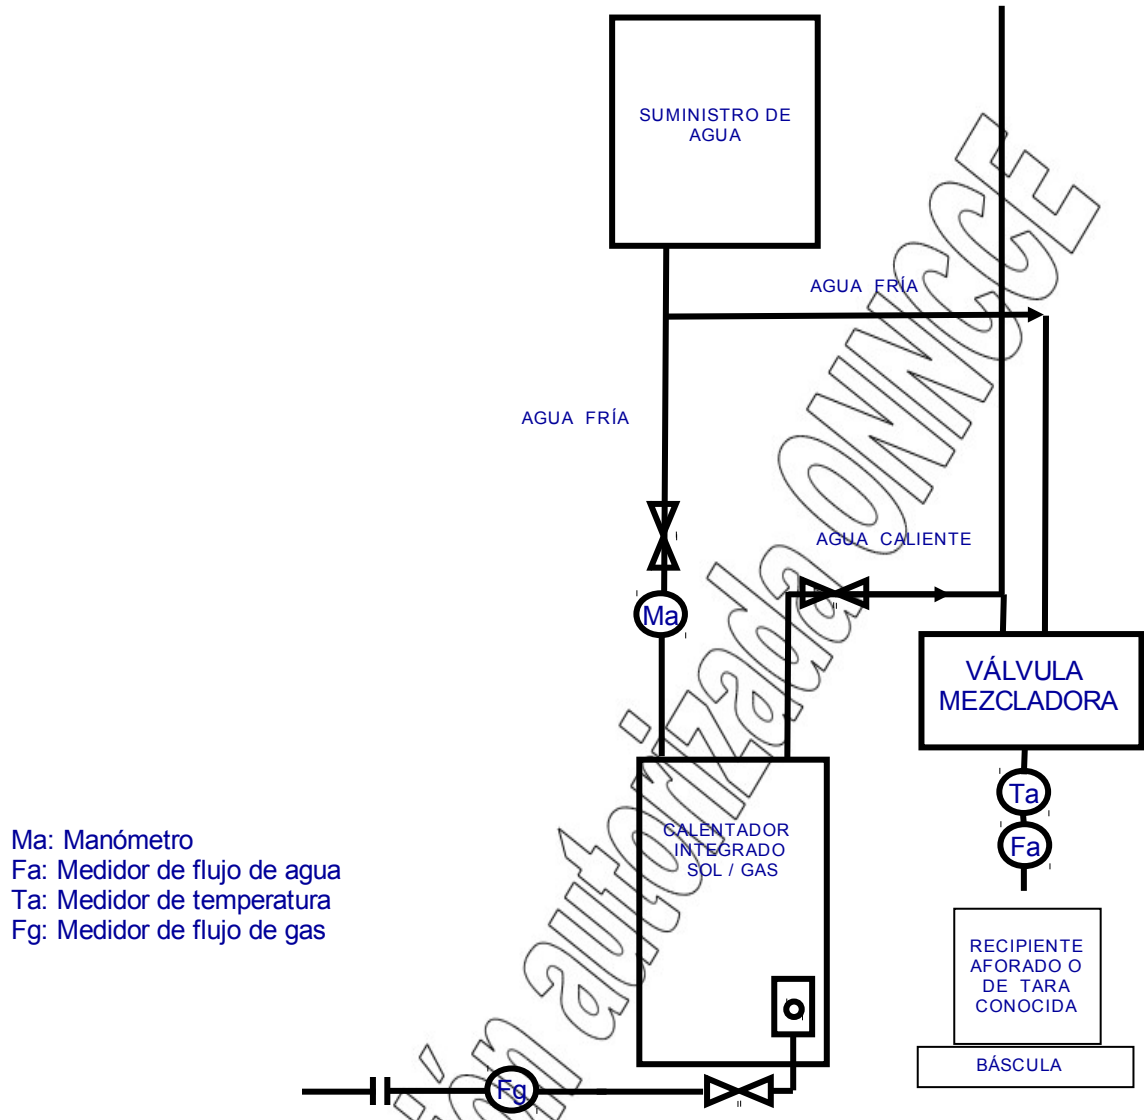 SUMINISTRO DE
AGUA
AGUA FRÍA
AGUA FRÍA
AGUA CALIENTE
Ma
VÁLVULA
MEZCLADORA
Ta
Fa
CALENTADOR
INTEGRADO
SOL / GAS
Ma: Manómetro
Fa: Medidor de flujo de agua
Ta: Medidor de temperatura
Fg: Medidor de flujo de gas
RECIPIENTE
AFORADO O
DE TARA
CONOCIDA
BÁSCULA
Fg
autorizada ONNCCE